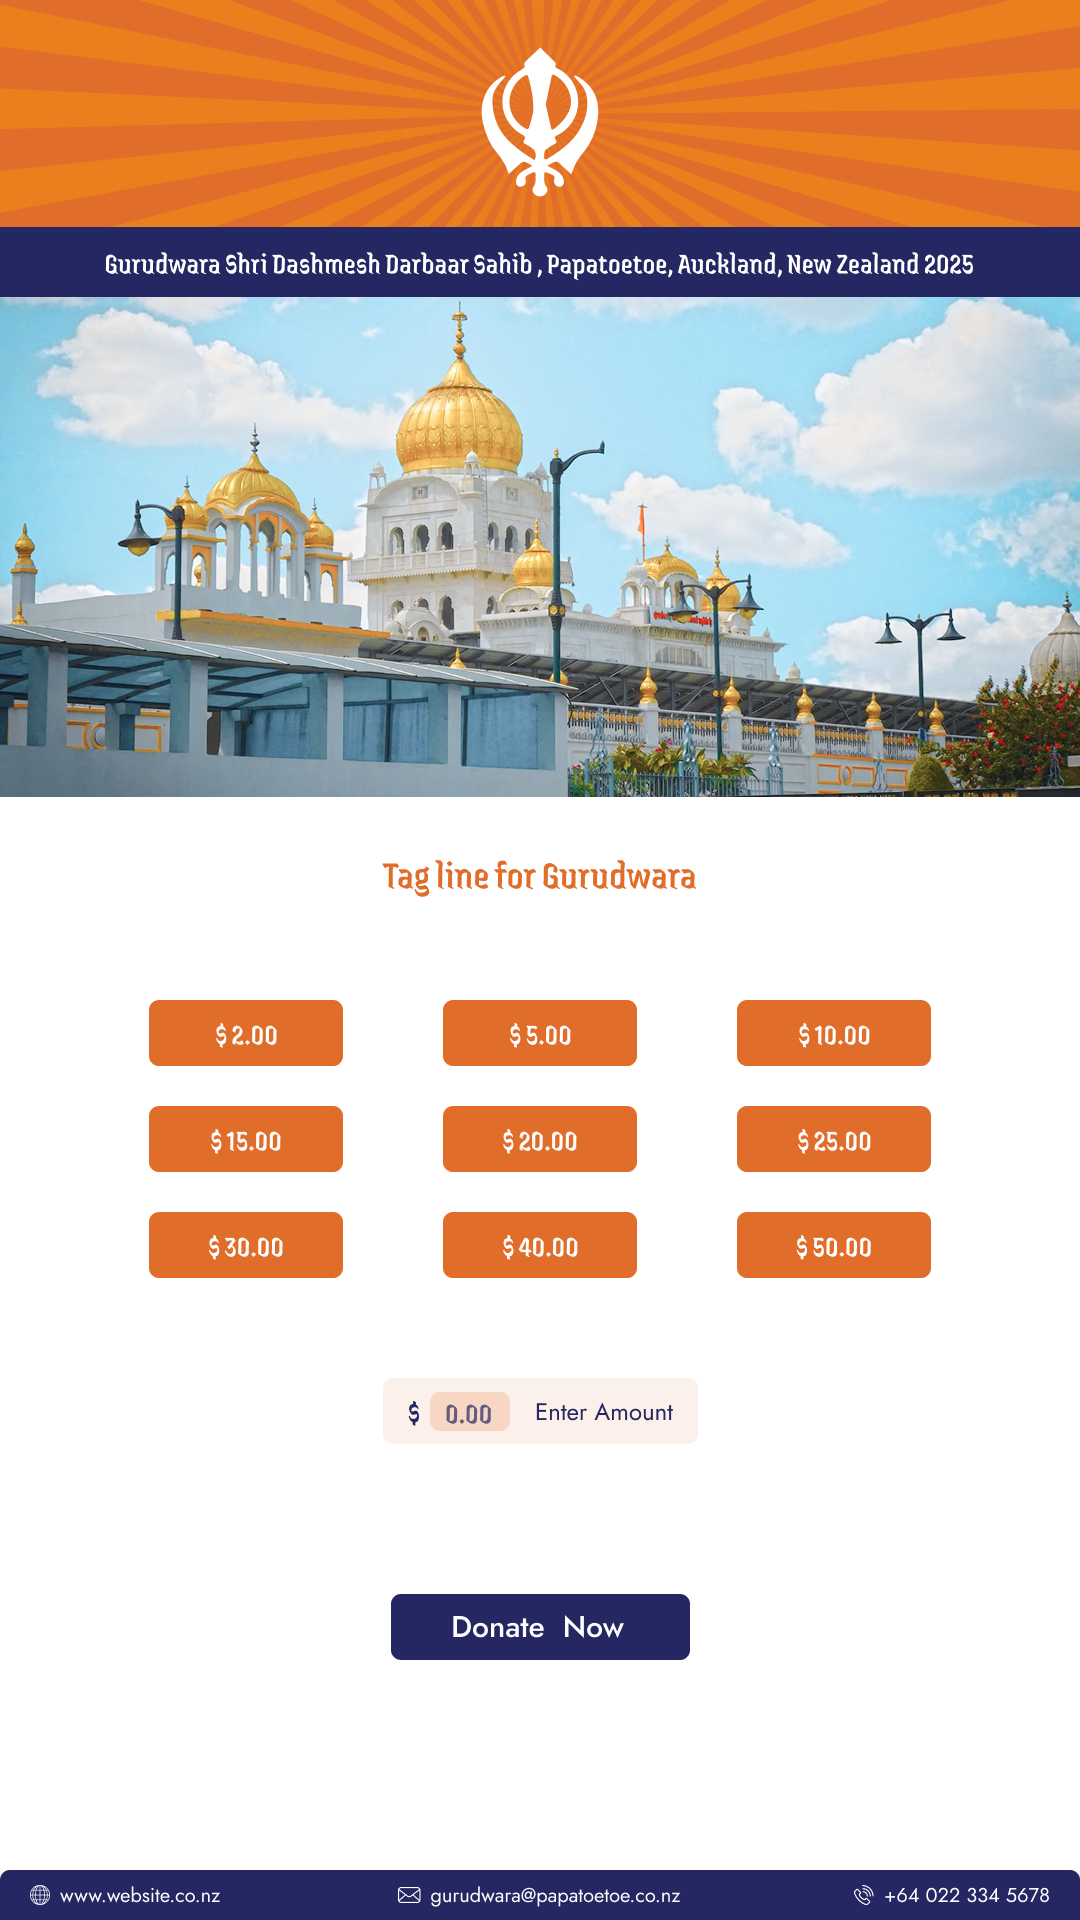 Gurudwara Shri Dashmesh Darbaar Sahib , Papatoetoe, Auckland, New Zealand 2025
Tag line for Gurudwara
$ 2.00
$ 5.00
$ 10.00
$ 15.00
$ 20.00
$ 25.00
$ 30.00
$ 40.00
$ 50.00
$ 0.00 Enter Amount
Donate Now
www.website.co.nz
gurudwara@papatoetoe.co.nz
+64 022 334 5678